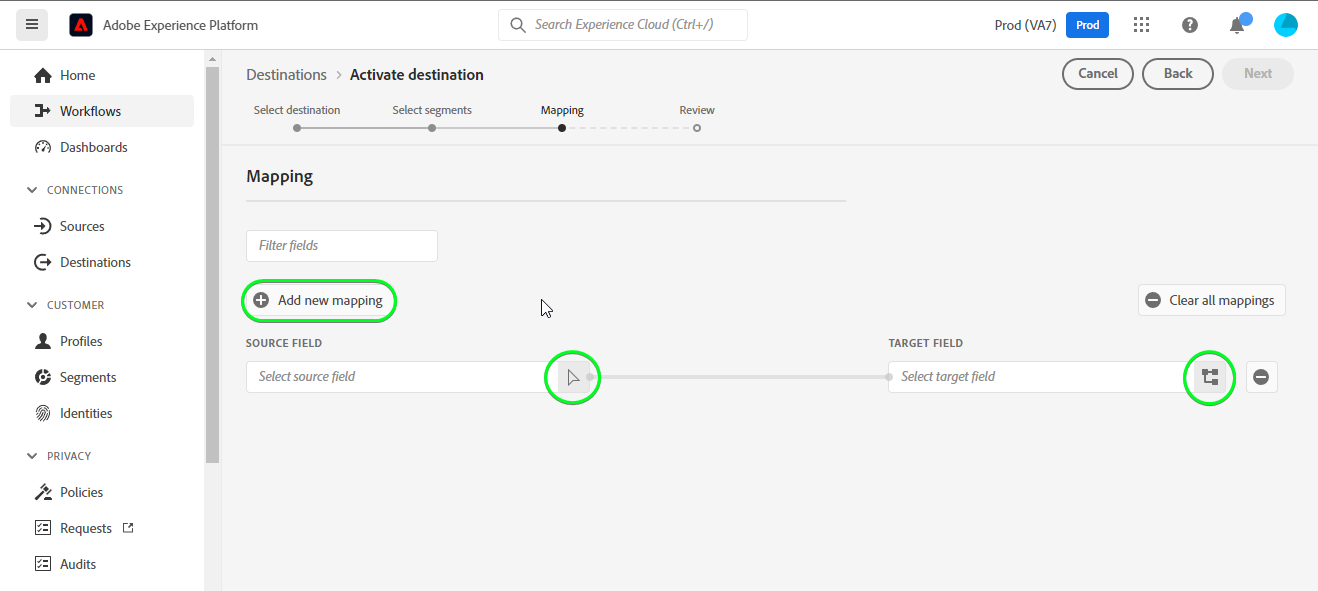 Adobe Experience Platform
Search Experience Cloud (Ctrl+/)
Prod (VA7)
Prod
Home
Workflows
Dashboards
CONNECTIONS
Sources
Destinations
CUSTOMER
Profiles
Segments
Identities
PRIVACY
Policies
Requests
Audits
Destinations > Activate destination
Cancel
Back
Next
Select destination
Select segments
Mapping
Review
Mapping
Filter fields
Add new mapping
Clear all mappings
SOURCE FIELD
TARGET FIELD
Select source field
Select target field